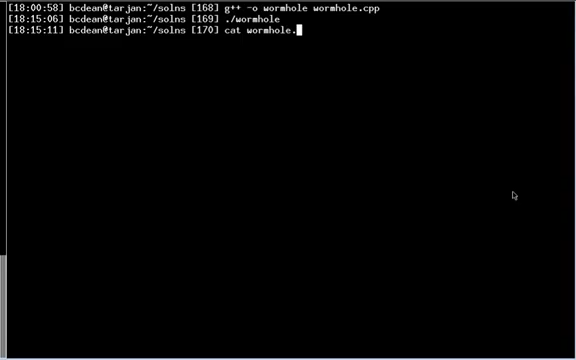 [18:00:58] bcdean@tarjan:~/solns [168] g++ -o wormhole wormhole.cpp
[18:15:06] bcdean@tarjan:~/solns [169] ./wormhole
[18:15:11] bcdean@tarjan:~/solns [170] cat wormhole.